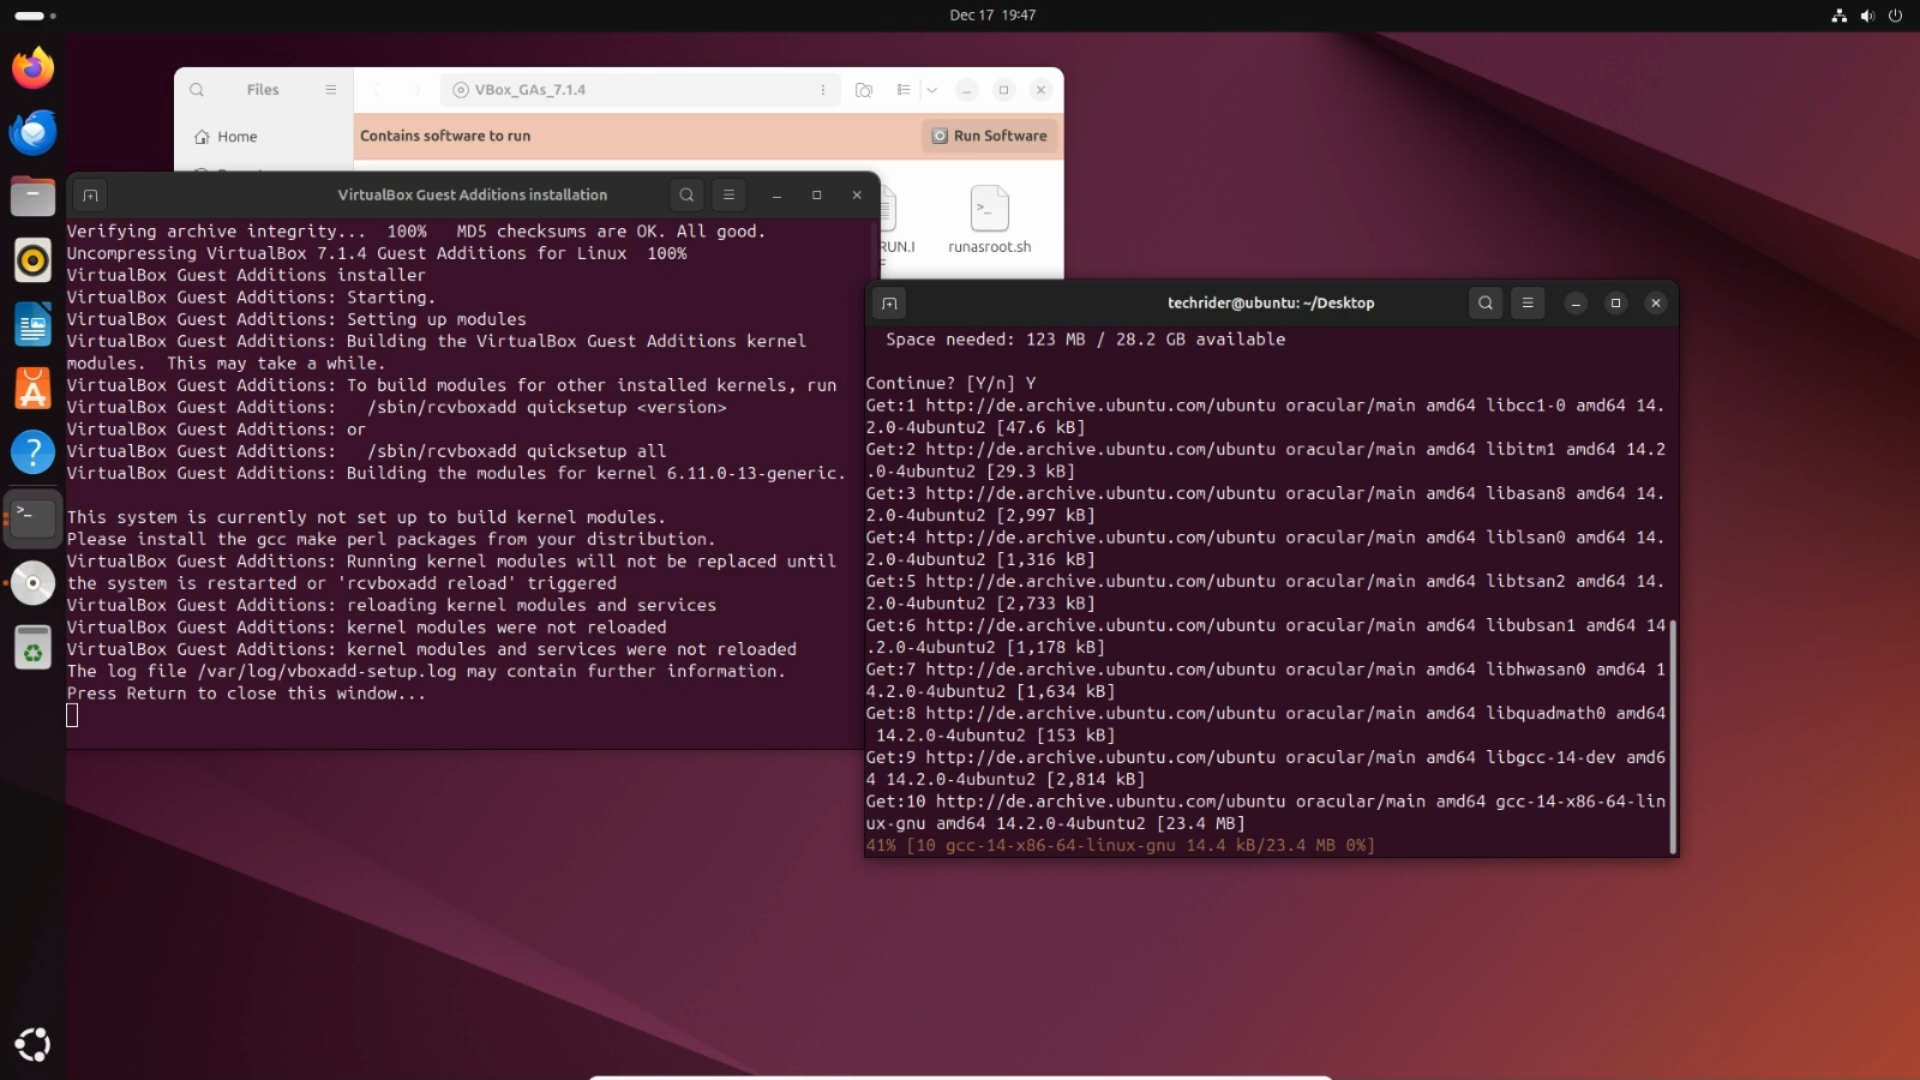 Dec 17 19:47
Files
VBox_GAs_7.1.4
Home
Contains software to run
Run Software
RUN.I
F
runasroot.sh
VirtualBox Guest Additions installation
Verifying archive integrity...  100%   MD5 checksums are OK. All good.
Uncompressing VirtualBox 7.1.4 Guest Additions for Linux  100%
VirtualBox Guest Additions installer
VirtualBox Guest Additions: Starting.
VirtualBox Guest Additions: Setting up modules
VirtualBox Guest Additions: Building the VirtualBox Guest Additions kernel
modules.  This may take a while.
VirtualBox Guest Additions: To build modules for other installed kernels, run
VirtualBox Guest Additions:   /sbin/rcvboxadd quicksetup <version>
VirtualBox Guest Additions: or
VirtualBox Guest Additions:   /sbin/rcvboxadd quicksetup all
VirtualBox Guest Additions: Building the modules for kernel 6.11.0-13-generic.
This system is currently not set up to build kernel modules.
Please install the gcc make perl packages from your distribution.
VirtualBox Guest Additions: Running kernel modules will not be replaced until
the system is restarted or 'rcvboxadd reload' triggered
VirtualBox Guest Additions: reloading kernel modules and services
VirtualBox Guest Additions: kernel modules were not reloaded
VirtualBox Guest Additions: kernel modules and services were not reloaded
The log file /var/log/vboxadd-setup.log may contain further information.
Press Return to close this window...
techrider@ubuntu: ~/Desktop
Space needed: 123 MB / 28.2 GB available
Continue? [Y/n] Y
Get:1 http://de.archive.ubuntu.com/ubuntu oracular/main amd64 libcc1-0 amd64 14.
2.0-4ubuntu2 [47.6 kB]
Get:2 http://de.archive.ubuntu.com/ubuntu oracular/main amd64 libitm1 amd64 14.2
.0-4ubuntu2 [29.3 kB]
Get:3 http://de.archive.ubuntu.com/ubuntu oracular/main amd64 libasan8 amd64 14.
2.0-4ubuntu2 [2,997 kB]
Get:4 http://de.archive.ubuntu.com/ubuntu oracular/main amd64 liblsan0 amd64 14.
2.0-4ubuntu2 [1,316 kB]
Get:5 http://de.archive.ubuntu.com/ubuntu oracular/main amd64 libtsan2 amd64 14.
2.0-4ubuntu2 [2,733 kB]
Get:6 http://de.archive.ubuntu.com/ubuntu oracular/main amd64 libubsan1 amd64 14
.2.0-4ubuntu2 [1,178 kB]
Get:7 http://de.archive.ubuntu.com/ubuntu oracular/main amd64 libhwasan0 amd64 1
4.2.0-4ubuntu2 [1,634 kB]
Get:8 http://de.archive.ubuntu.com/ubuntu oracular/main amd64 libquadmath0 amd64
14.2.0-4ubuntu2 [153 kB]
Get:9 http://de.archive.ubuntu.com/ubuntu oracular/main amd64 libgcc-14-dev amd6
4 14.2.0-4ubuntu2 [2,814 kB]
Get:10 http://de.archive.ubuntu.com/ubuntu oracular/main amd64 gcc-14-x86-64-lin
ux-gnu amd64 14.2.0-4ubuntu2 [23.4 MB]
41% [10 gcc-14-x86-64-linux-gnu 14.4 kB/23.4 MB 0%]